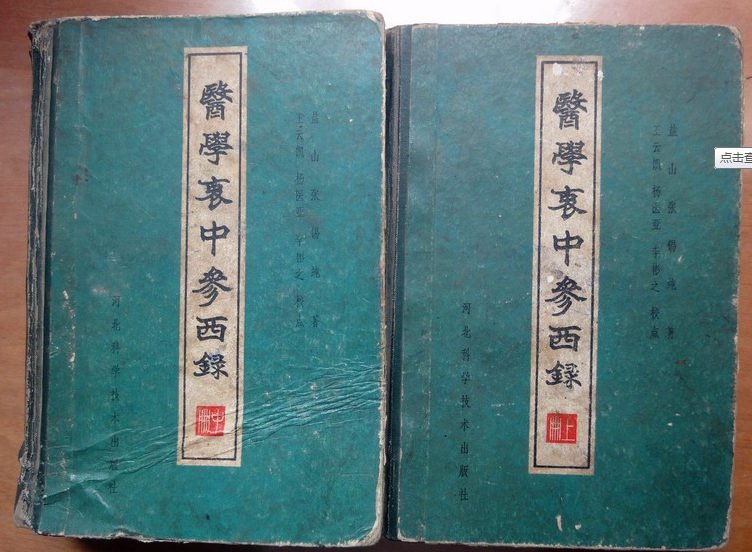 盐山张锡纯著
王云凯 杨医亚 李彬之 校点
醫學衷中參西錄
中册
河北科学技术出版社
盐山张锡纯著
王云凯 杨医亚 李彬之 校点
醫學衷中參西錄
上册
河北科学技术出版社
点击查